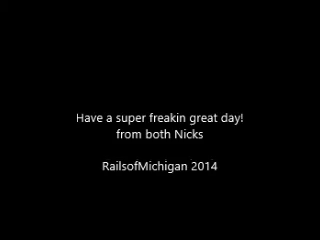 Have a super freakin great day!
from both Nicks
RailsofMichigan 2014